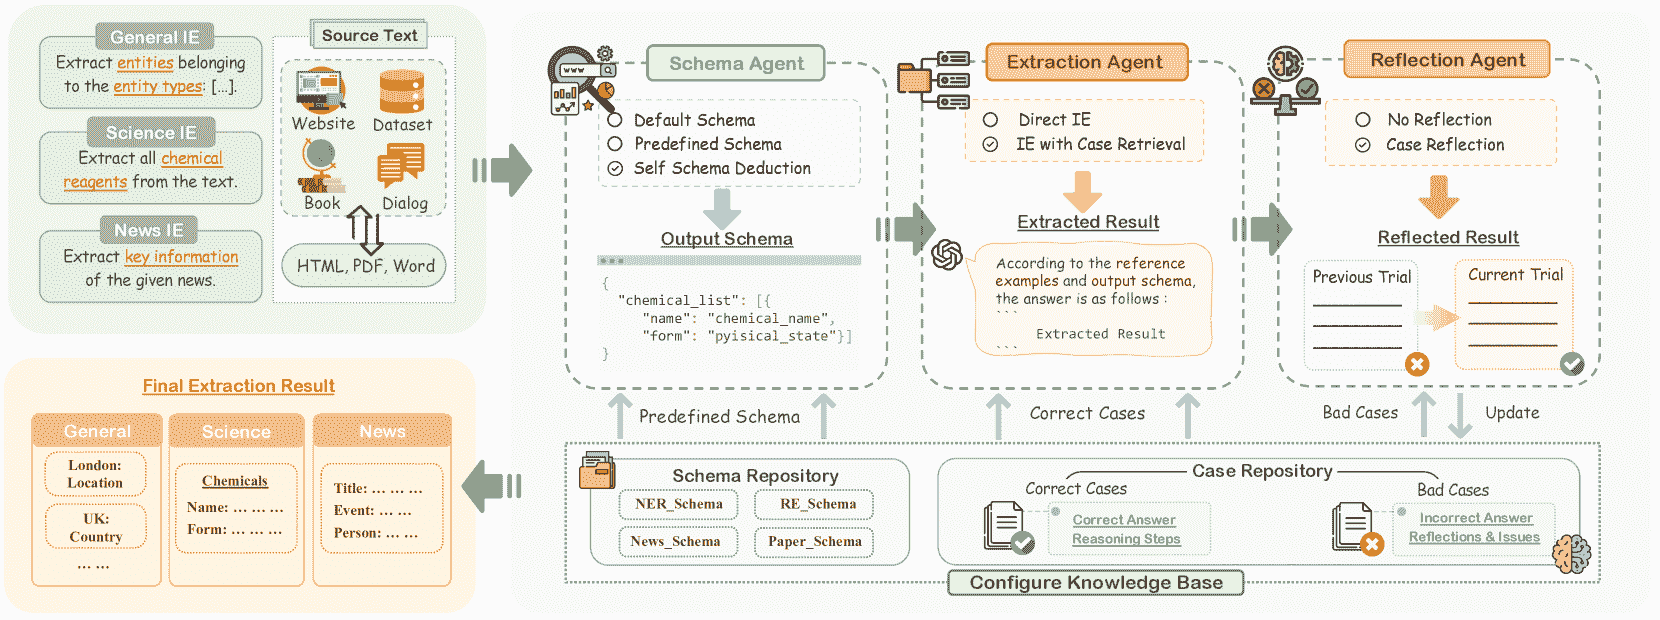 General IE
Extract entities belonging
to the entity types: [...].
Science IE
Extract all chemical
reagents from the text.
News IE
Extract key information
of the given news.
Source Text
Website
Dataset
Book
Dialog
HTML, PDF, Word
Schema Agent
Default Schema
Predefined Schema
Self Schema Deduction
Output Schema
{
"chemical_list": [{
"name": "chemical_name",
"form": "pyisical_state"}]
}
Extraction Agent
Direct IE
IE with Case Retrieval
Extracted Result
According to the reference
examples and output schema,
the answer is as follows :
```
Extracted Result
```
Reflection Agent
No Reflection
Case Reflection
Reflected Result
Previous Trial
Current Trial
Predefined Schema
Correct Cases
Bad Cases
Update
Schema Repository
NER_Schema
RE_Schema
News_Schema
Paper_Schema
Case Repository
Correct Cases
Correct Answer
Reasoning Steps
Bad Cases
Incorrect Answer
Reflections & Issues
Configure Knowledge Base
Final Extraction Result
General
London:
Location
UK:
Country
... ...
Science
Chemicals
Name: ... ... ...
Form: ... ... ...
News
Title: ... ... ...
Event: ... ...
Person: ... ...
WWW